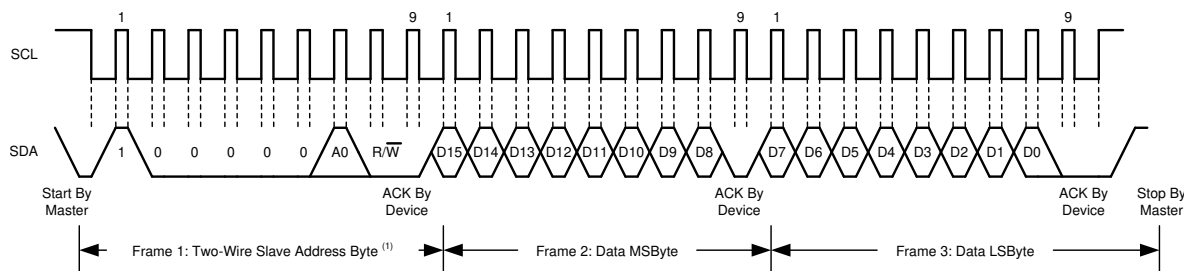 1 9 1 9 1 9
SCL
SDA 1 0 0 0 0 0 A0 R/W̅ D15 D14 D13 D12 D11 D10 D9 D8 D7 D6 D5 D4 D3 D2 D1 D0
Start By ACK By ACK By ACK By Stop By
Master Device Device Device Master
Frame 1: Two-Wire Slave Address Byte (1) Frame 2: Data MSByte Frame 3: Data LSByte